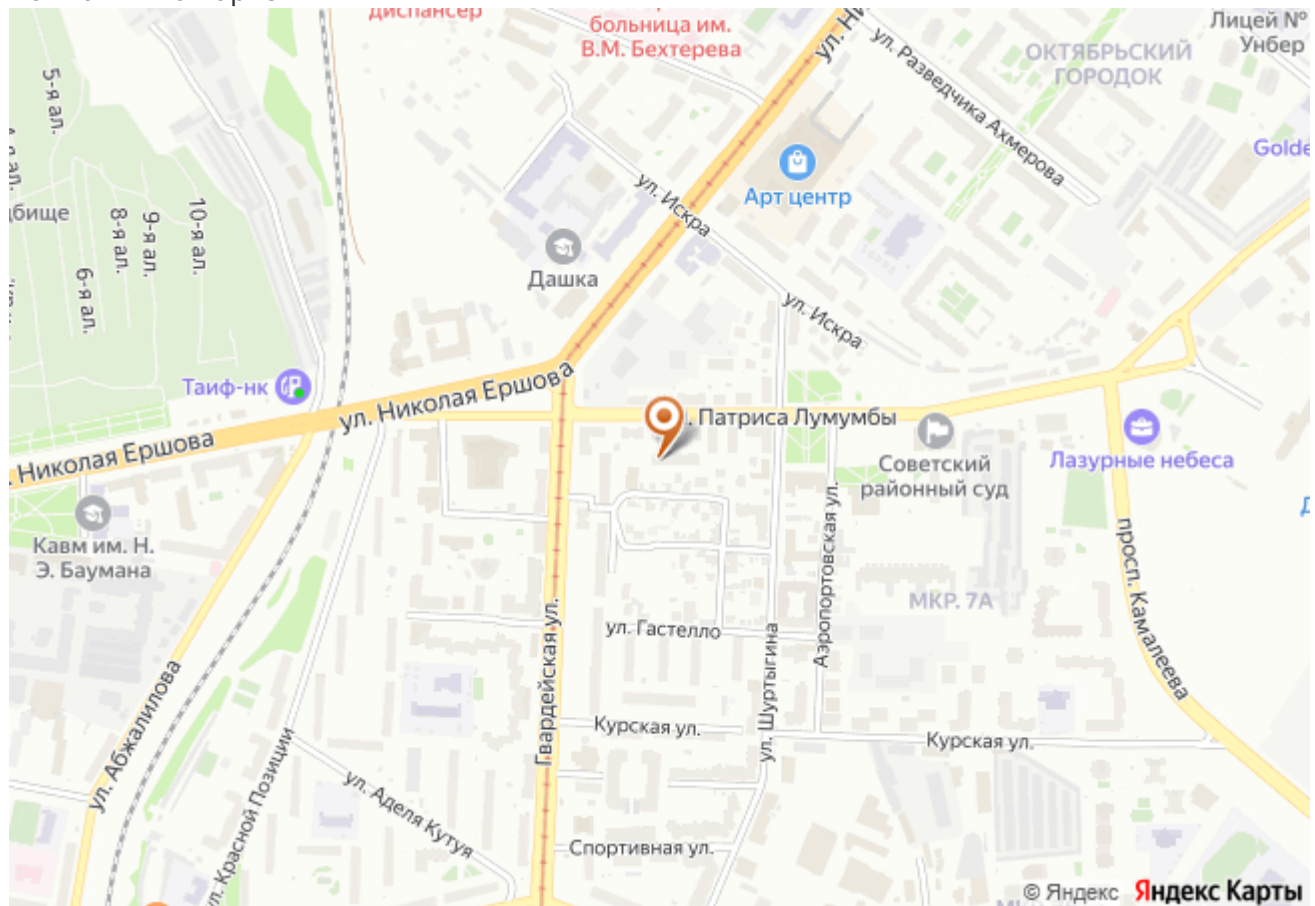 диспансер
больница им.
В.М. Бехтерева
ул. Ни
ул. Разведчика Ахмерова
ОКТЯБРЬСКИЙ
ГОРОДОК
Лицей №
Унбер
5-я ал.
10-я ал.
9-я ал.
8-я ал.
6-я ал.
ул. Искра
Арт центр
Golde
Дашка
ул. Искра
Таиф-нк
ул. Николая Ершова
Николая Ершова
Патриса Лумумбы
Советский
районный суд
Лазурные небеса
Кавм им. Н.
Э. Баумана
просп. Камалеева
Аэропортовская ул.
МКР. 7А
ул. Гастелло
Гвардейская ул.
ул. Шуртыгина
ул. Абжалилова
Курская ул.
Курская ул.
ул. Красной Позиции
ул. Аделя Кутуя
Спортивная ул.
© Яндекс Яндекс Карты